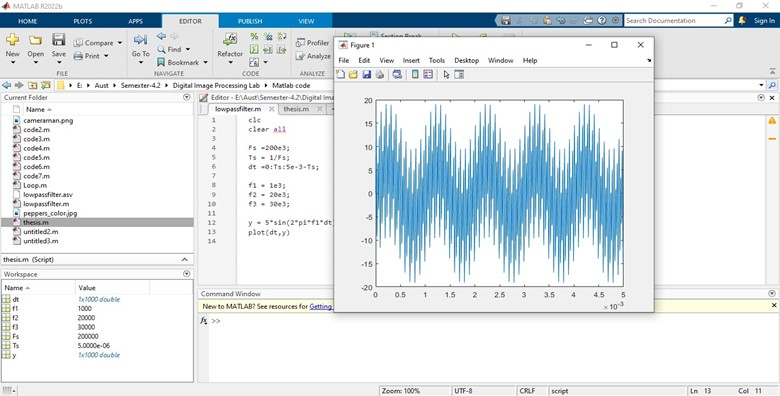 MATLAB R2022b
HOME PLOTS APPS EDITOR PUBLISH VIEW
Search Documentation
New Open Save Compare Print Go To Find Bookmark Refactor Profiler Analyze Section Break
FILE NAVIGATE CODE ANALYZE
E: Aust Semexter-4.2 Digital Image Processing Lab Matlab code
Current Folder
Name
cameraman.png
code2.m
code3.m
code4.m
code5.m
code6.m
code7.m
Loop.m
lowpassfilter.asv
lowpassfilter.m
peppers_color.jpg
thesis.m
untitled2.m
untitled3.m
thesis.m (Script)
Workspace
Name Value
dt 1x1000 double
f1 1000
f2 20000
f3 30000
Fs 200000
Ts 5.0000e-06
y 1x1000 double
Editor - E:\Aust\Semexter-4.2\Digital Ima
lowpassfilter.m thesis.m
1 clc
2 clear all
3
4 Fs =200e3;
5 Ts = 1/Fs;
6 dt =0:Ts:5e-3-Ts;
7
8 f1 = 1e3;
9 f2 = 20e3;
10 f3 = 30e3;
11
12 y = 5*sin(2*pi*f1*dt
13 plot(dt,y)
14
Figure 1
File Edit View Insert Tools Desktop Window Help
20
15
10
5
0
-5
-10
-15
-20
0 0.5 1 1.5 2 2.5 3 3.5 4 4.5 5
×10-3
Command Window
New to MATLAB? See resources for Getting
fx >>
Zoom: 100% UTF-8 CRLF script Ln 13 Col 11